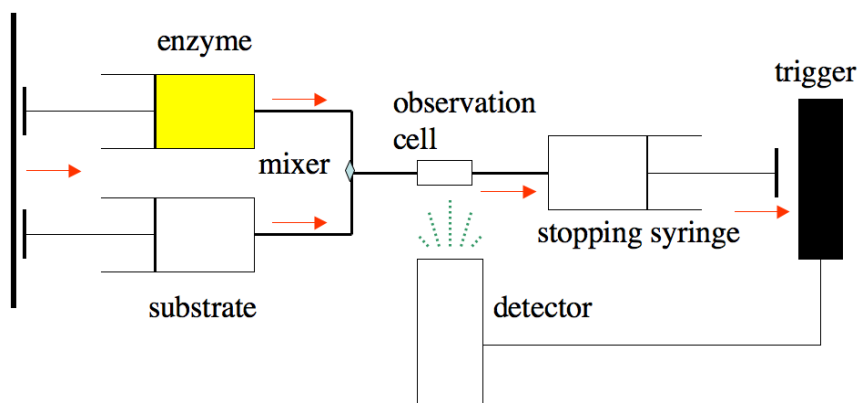 enzyme
trigger
observation
cell
mixer
stopping syringe
substrate
detector